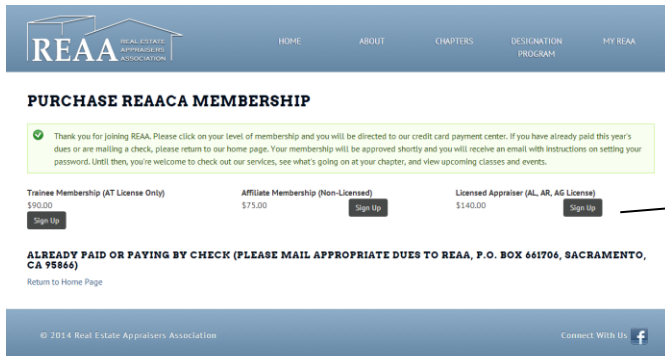 REAA REAL ESTATE
APPRAISERS
ASSOCIATION
HOME ABOUT CHAPTERS DESIGNATION PROGRAM MY REAA
PURCHASE REAACA MEMBERSHIP
Thank you for joining REAA. Please click on your level of membership and you will be directed to our credit card payment center. If you have already paid this year's
dues or are mailing a check, please return to our home page. Your membership will be approved shortly and you will receive an email with instructions on setting your
password. Until then, you're welcome to check out our services, see what's going on at your chapter, and view upcoming classes and events.
Trainee Membership (AT License Only) Affiliate Membership (Non-Licensed) Licensed Appraiser (AL, AR, AG License)
$90.00 $75.00 Sign Up $140.00 Sign Up
Sign Up
ALREADY PAID OR PAYING BY CHECK (PLEASE MAIL APPROPRIATE DUES TO REAA, P.O. BOX 661706, SACRAMENTO,
CA 95866)
Return to Home Page
© 2014 Real Estate Appraisers Association Connect With Us f